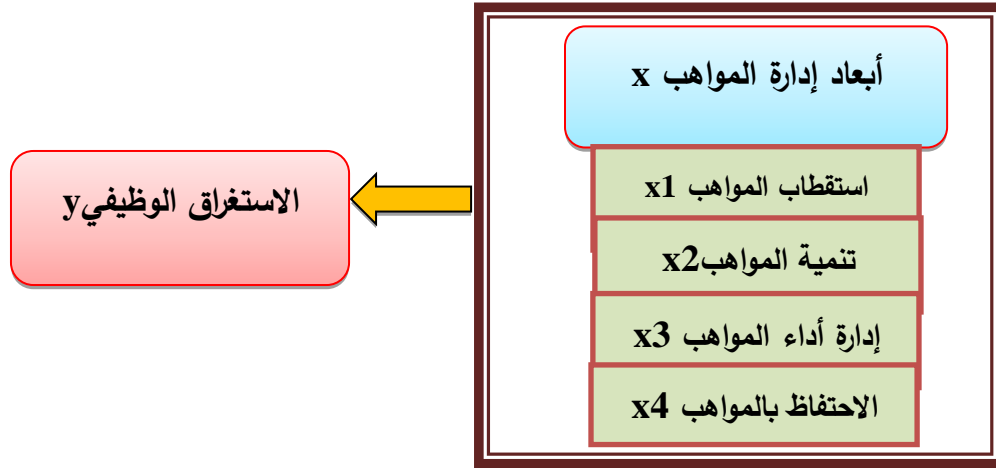 أبعاد إدارة المواهب x
استقطاب المواهب x1
تنمية المواهبx2
إدارة أداء المواهب x3
الاحتفاظ بالمواهب x4
الاستغراق الوظيفيy